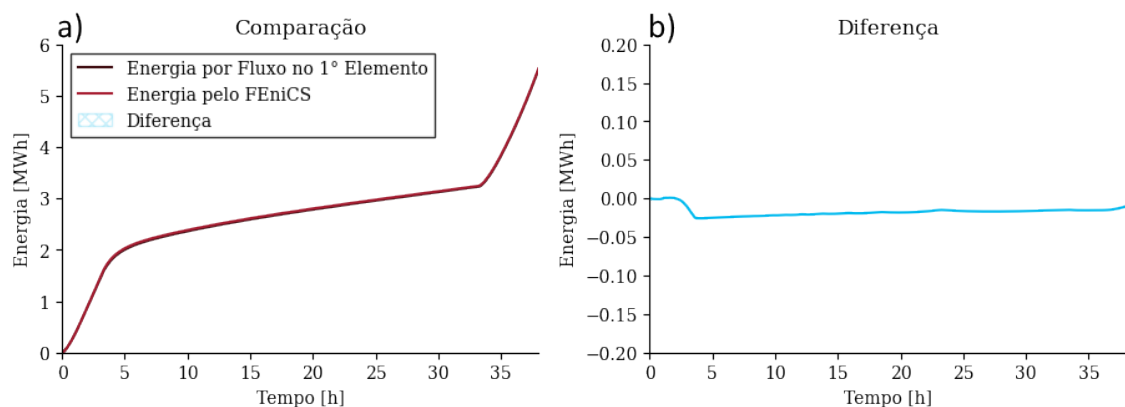 a)
Comparação
6
5
4
3
2
1
0
Energia [MWh]
Energia por Fluxo no 1° Elemento
Energia pelo FEniCS
Diferença
0 5 10 15 20 25 30 35
Tempo [h]
b)
Diferença
0.20
0.15
0.10
0.05
0.00
−0.05
−0.10
−0.15
−0.20
Energia [MWh]
0 5 10 15 20 25 30 35
Tempo [h]